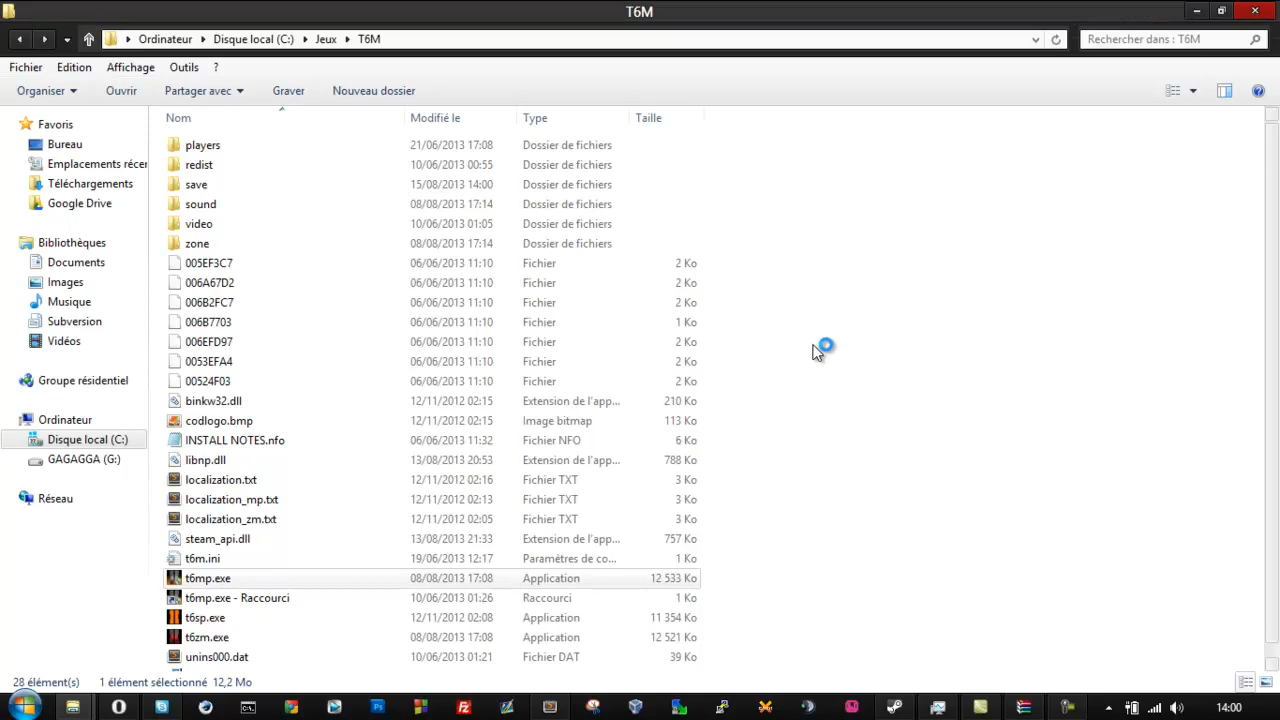 T6M
Ordinateur Disque local (C:) Jeux T6M
Rechercher dans : T6M
Fichier Edition Affichage Outils ?
Organiser Ouvrir Partager avec Graver Nouveau dossier
Nom Modifié le Type Taille
Favoris
Bureau
Emplacements récer
Téléchargements
Google Drive
Bibliothèques
Documents
Images
Musique
Subversion
Vidéos
Groupe résidentiel
Ordinateur
Disque local (C:)
GAGAGGA (G:)
Réseau
players 21/06/2013 17:08 Dossier de fichiers
redist 10/06/2013 00:55 Dossier de fichiers
save 15/08/2013 14:00 Dossier de fichiers
sound 08/08/2013 17:14 Dossier de fichiers
video 10/06/2013 01:05 Dossier de fichiers
zone 08/08/2013 17:14 Dossier de fichiers
005EF3C7 06/06/2013 11:10 Fichier 2 Ko
006A67D2 06/06/2013 11:10 Fichier 2 Ko
006B2FC7 06/06/2013 11:10 Fichier 2 Ko
006B7703 06/06/2013 11:10 Fichier 1 Ko
006EFD97 06/06/2013 11:10 Fichier 2 Ko
0053EFA4 06/06/2013 11:10 Fichier 2 Ko
00524F03 06/06/2013 11:10 Fichier 2 Ko
binkw32.dll 12/11/2012 02:15 Extension de l'app... 210 Ko
codlogo.bmp 12/11/2012 02:15 Image bitmap 113 Ko
INSTALL NOTES.nfo 06/06/2013 11:32 Fichier NFO 6 Ko
libnp.dll 13/08/2013 20:53 Extension de l'app... 788 Ko
localization.txt 12/11/2012 02:16 Fichier TXT 3 Ko
localization_mp.txt 12/11/2012 02:13 Fichier TXT 3 Ko
localization_zm.txt 12/11/2012 02:05 Fichier TXT 3 Ko
steam_api.dll 13/08/2013 21:33 Extension de l'app... 757 Ko
t6m.ini 19/06/2013 12:17 Paramètres de co... 1 Ko
t6mp.exe 08/08/2013 17:08 Application 12 533 Ko
t6mp.exe - Raccourci 10/06/2013 01:26 Raccourci 1 Ko
t6sp.exe 12/11/2012 02:08 Application 11 354 Ko
t6zm.exe 08/08/2013 17:08 Application 12 521 Ko
unins000.dat 10/06/2013 01:21 Fichier DAT 39 Ko
28 élément(s) 1 élément sélectionné 12,2 Mo
14:00